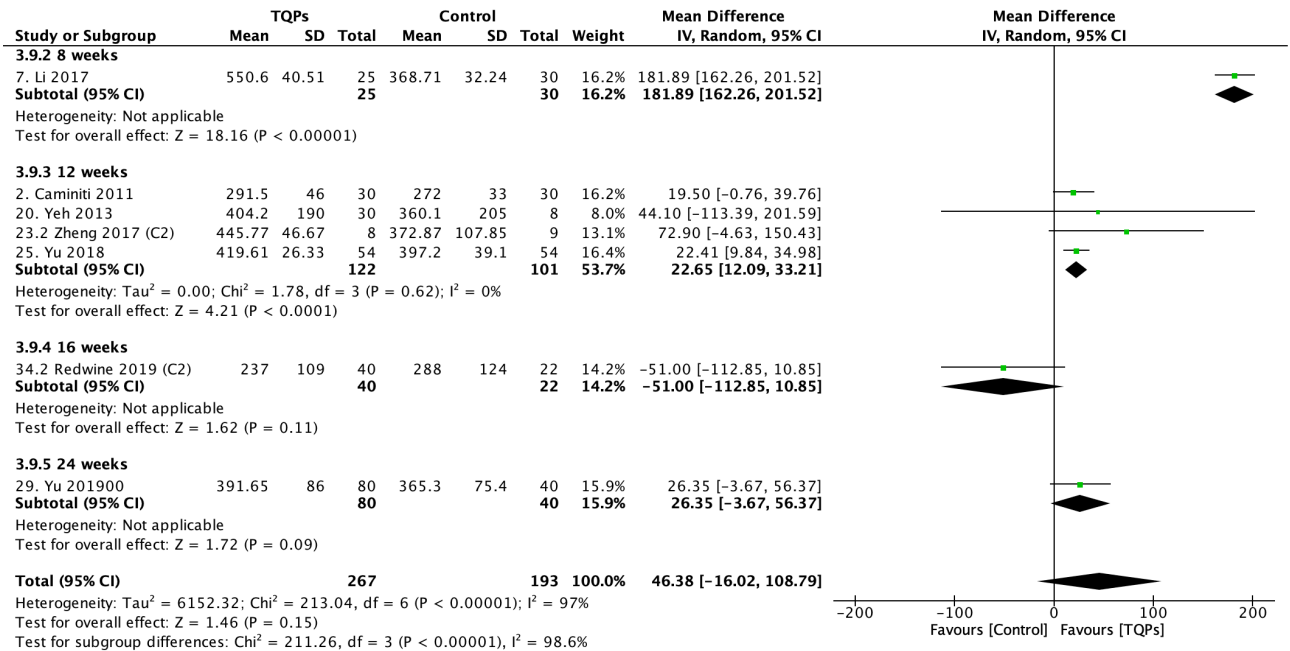 TQPs Control Mean Difference Mean Difference
Study or Subgroup Mean SD Total Mean SD Total Weight IV, Random, 95% CI IV, Random, 95% CI
3.9.2 8 weeks
7. Li 2017 550.6 40.51 25 368.71 32.24 30 16.2% 181.89 [162.26, 201.52]
Subtotal (95% CI) 25 30 16.2% 181.89 [162.26, 201.52]
Heterogeneity: Not applicable
Test for overall effect: Z = 18.16 (P < 0.00001)
3.9.3 12 weeks
2. Caminiti 2011 291.5 46 30 272 33 30 16.2% 19.50 [−0.76, 39.76]
20. Yeh 2013 404.2 190 30 360.1 205 8 8.0% 44.10 [−113.39, 201.59]
23.2 Zheng 2017 (C2) 445.77 46.67 8 372.87 107.85 9 13.1% 72.90 [−4.63, 150.43]
25. Yu 2018 419.61 26.33 54 397.2 39.1 54 16.4% 22.41 [9.84, 34.98]
Subtotal (95% CI) 122 101 53.7% 22.65 [12.09, 33.21]
Heterogeneity: Tau² = 0.00; Chi² = 1.78, df = 3 (P = 0.62); I² = 0%
Test for overall effect: Z = 4.21 (P < 0.0001)
3.9.4 16 weeks
34.2 Redwine 2019 (C2) 237 109 40 288 124 22 14.2% −51.00 [−112.85, 10.85]
Subtotal (95% CI) 40 22 14.2% −51.00 [−112.85, 10.85]
Heterogeneity: Not applicable
Test for overall effect: Z = 1.62 (P = 0.11)
3.9.5 24 weeks
29. Yu 201900 391.65 86 80 365.3 75.4 40 15.9% 26.35 [−3.67, 56.37]
Subtotal (95% CI) 80 40 15.9% 26.35 [−3.67, 56.37]
Heterogeneity: Not applicable
Test for overall effect: Z = 1.72 (P = 0.09)
Total (95% CI) 267 193 100.0% 46.38 [−16.02, 108.79]
Heterogeneity: Tau² = 6152.32; Chi² = 213.04, df = 6 (P < 0.00001); I² = 97%
Test for overall effect: Z = 1.46 (P = 0.15)
Test for subgroup differences: Chi² = 211.26, df = 3 (P < 0.00001), I² = 98.6%
−200 −100 0 100 200
Favours [Control] Favours [TQPs]